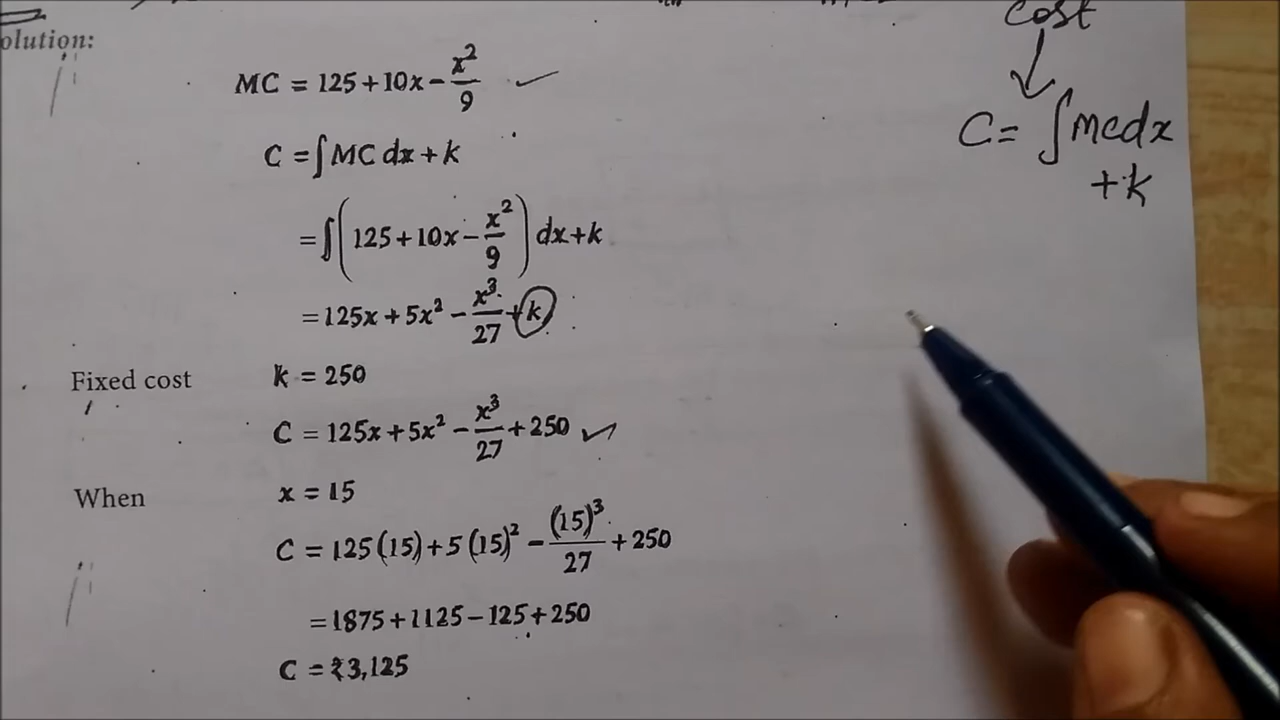 cost
olution:
MC = 125 + 10x − x²/9
C = ∫ mcdx
+k
C = ∫ MC dx + k
= ∫ (125 + 10x − x²/9) dx + k
= 125x + 5x² − x³/27 + k
Fixed cost k = 250
C = 125x + 5x² − x³/27 + 250
When x = 15
C = 125(15) + 5(15)² − (15)³/27 + 250
= 1875 + 1125 − 125 + 250
C = ₹3,125